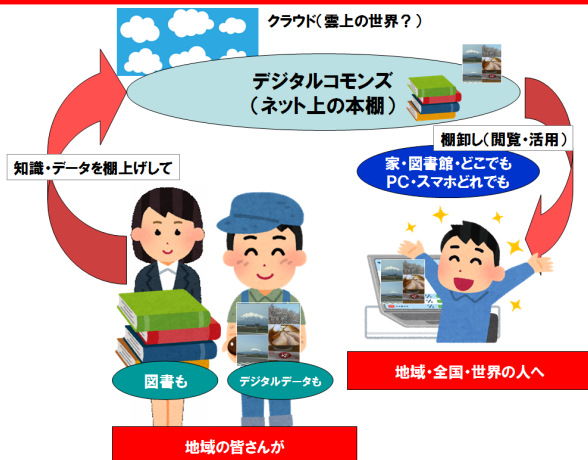 クラウド（雲上の世界？）
デジタルコモンズ
（ネット上の本棚）
棚卸し（閲覧・活用）
知識・データを棚上げして
家・図書館・どこでも
PC・スマホどれでも
図書も
デジタルデータも
地域・全国・世界の人へ
地域の皆さんが